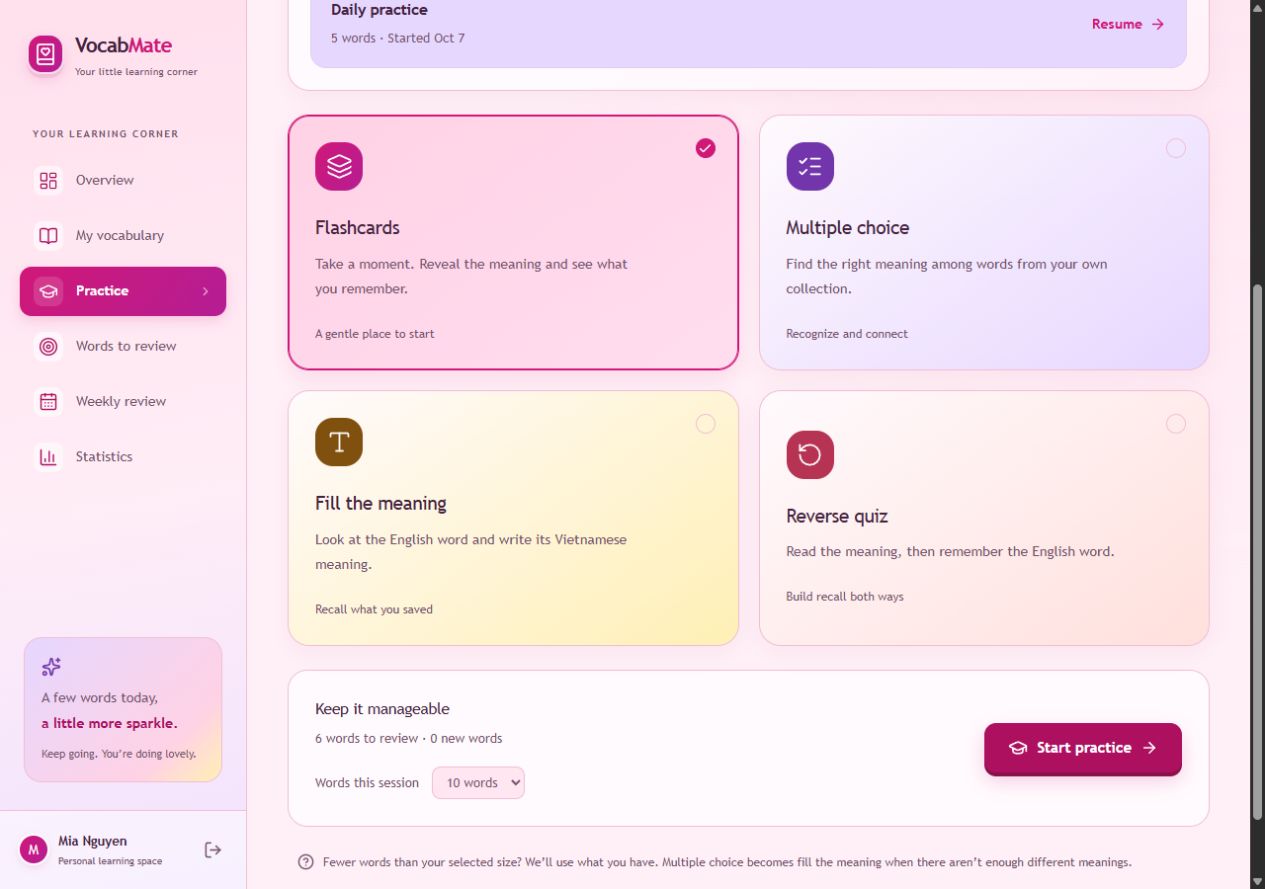 VocabMate
Your little learning corner
YOUR LEARNING CORNER
Overview
My vocabulary
Practice
Words to review
Weekly review
Statistics
A few words today,
a little more sparkle.
Keep going. You’re doing lovely.
M
Mia Nguyen
Personal learning space
Daily practice
5 words · Started Oct 7
Resume
Flashcards
Take a moment. Reveal the meaning and see what
you remember.
A gentle place to start
Multiple choice
Find the right meaning among words from your own
collection.
Recognize and connect
Fill the meaning
Look at the English word and write its Vietnamese
meaning.
Recall what you saved
Reverse quiz
Read the meaning, then remember the English word.
Build recall both ways
Keep it manageable
6 words to review · 0 new words
Words this session 10 words
Start practice
Fewer words than your selected size? We’ll use what you have. Multiple choice becomes fill the meaning when there aren’t enough different meanings.